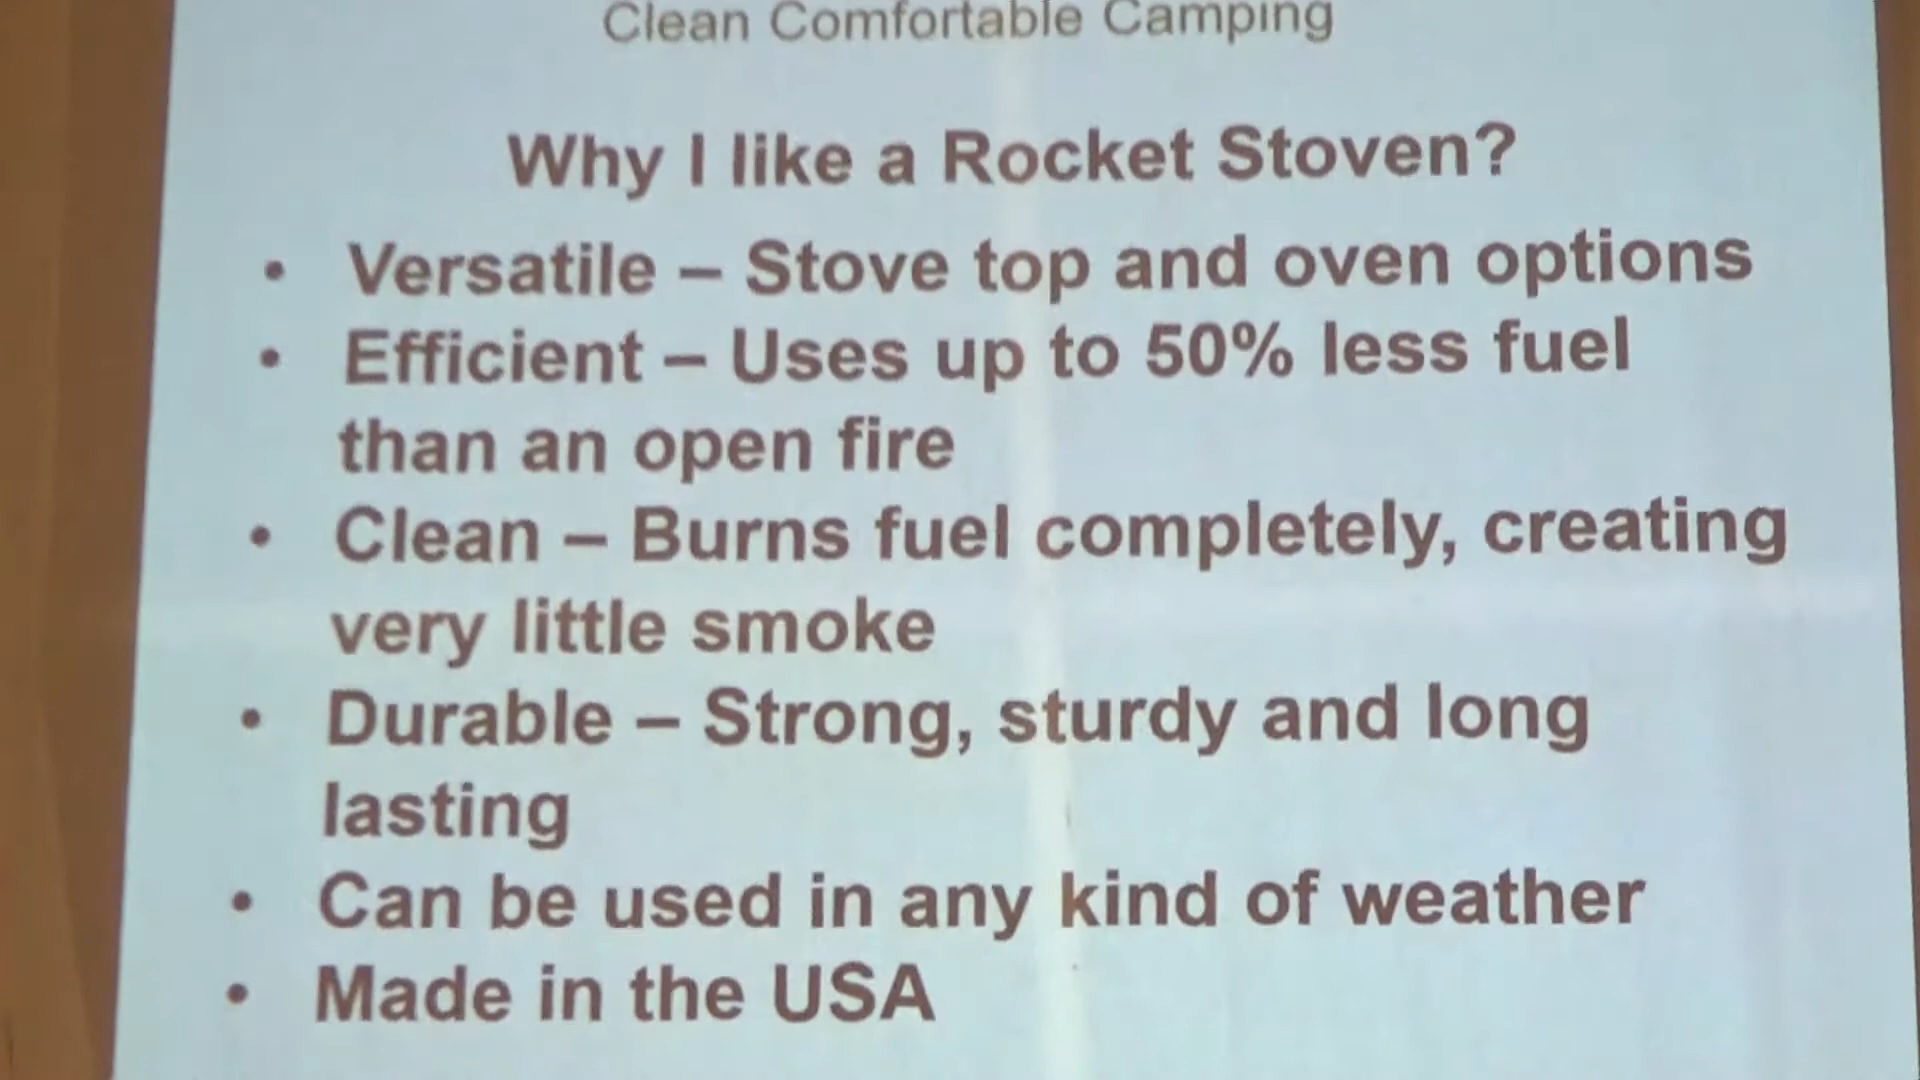 Clean Comfortable Camping
Why I like a Rocket Stoven?
• Versatile – Stove top and oven options
• Efficient – Uses up to 50% less fuel
than an open fire
• Clean – Burns fuel completely, creating
very little smoke
• Durable – Strong, sturdy and long
lasting
• Can be used in any kind of weather
• Made in the USA